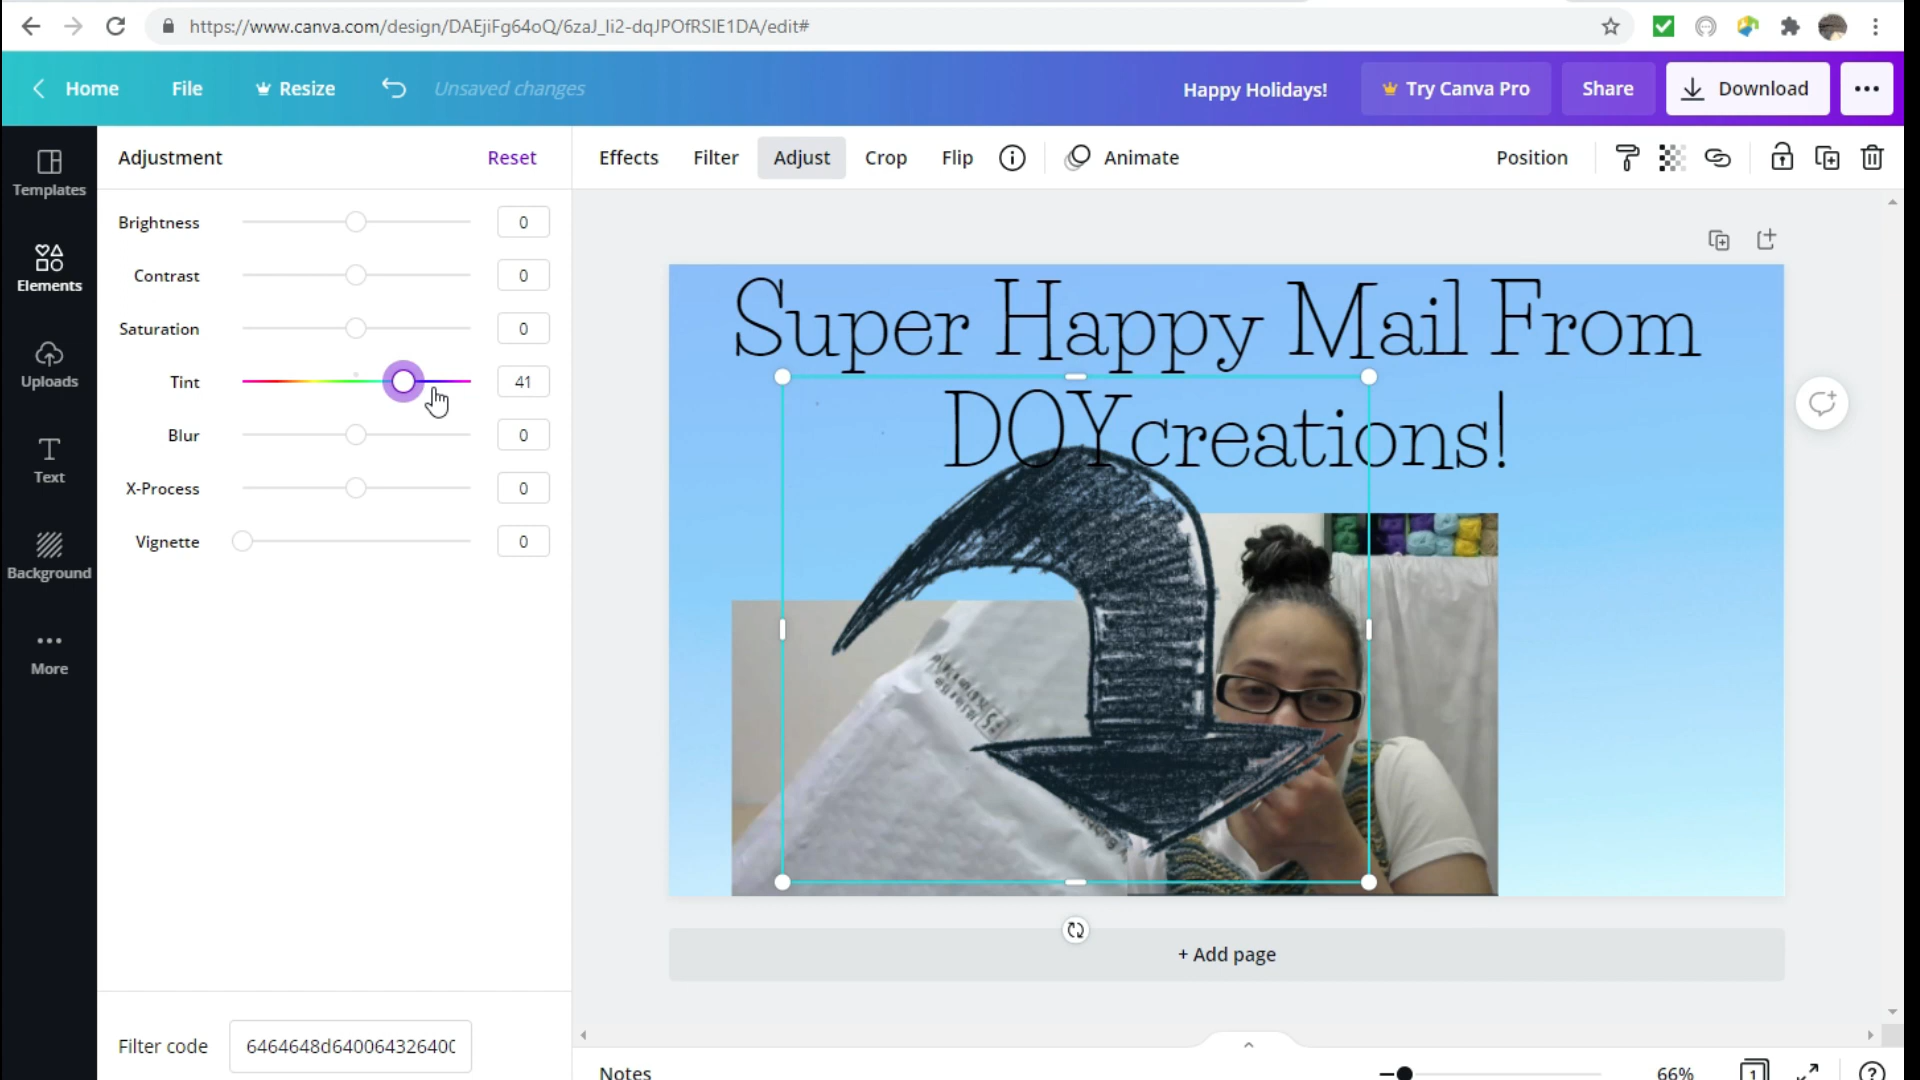 https://www.canva.com/design/DAEjiFg64oQ/6zaJ_Ii2-dqJPOfRSIE1DA/edit#
Home File Resize Unsaved changes Happy Holidays! Try Canva Pro Share Download
Adjustment Reset Effects Filter Adjust Crop Flip Animate Position
Templates
Brightness 0
Contrast 0
Elements
Saturation 0
Uploads
Tint 41
Blur 0
Text
X-Process 0
Vignette 0
Background
More
Super Happy Mail From
DOYcreations!
+ Add page
Filter code 6464648d64006432640
Notes 66% 1